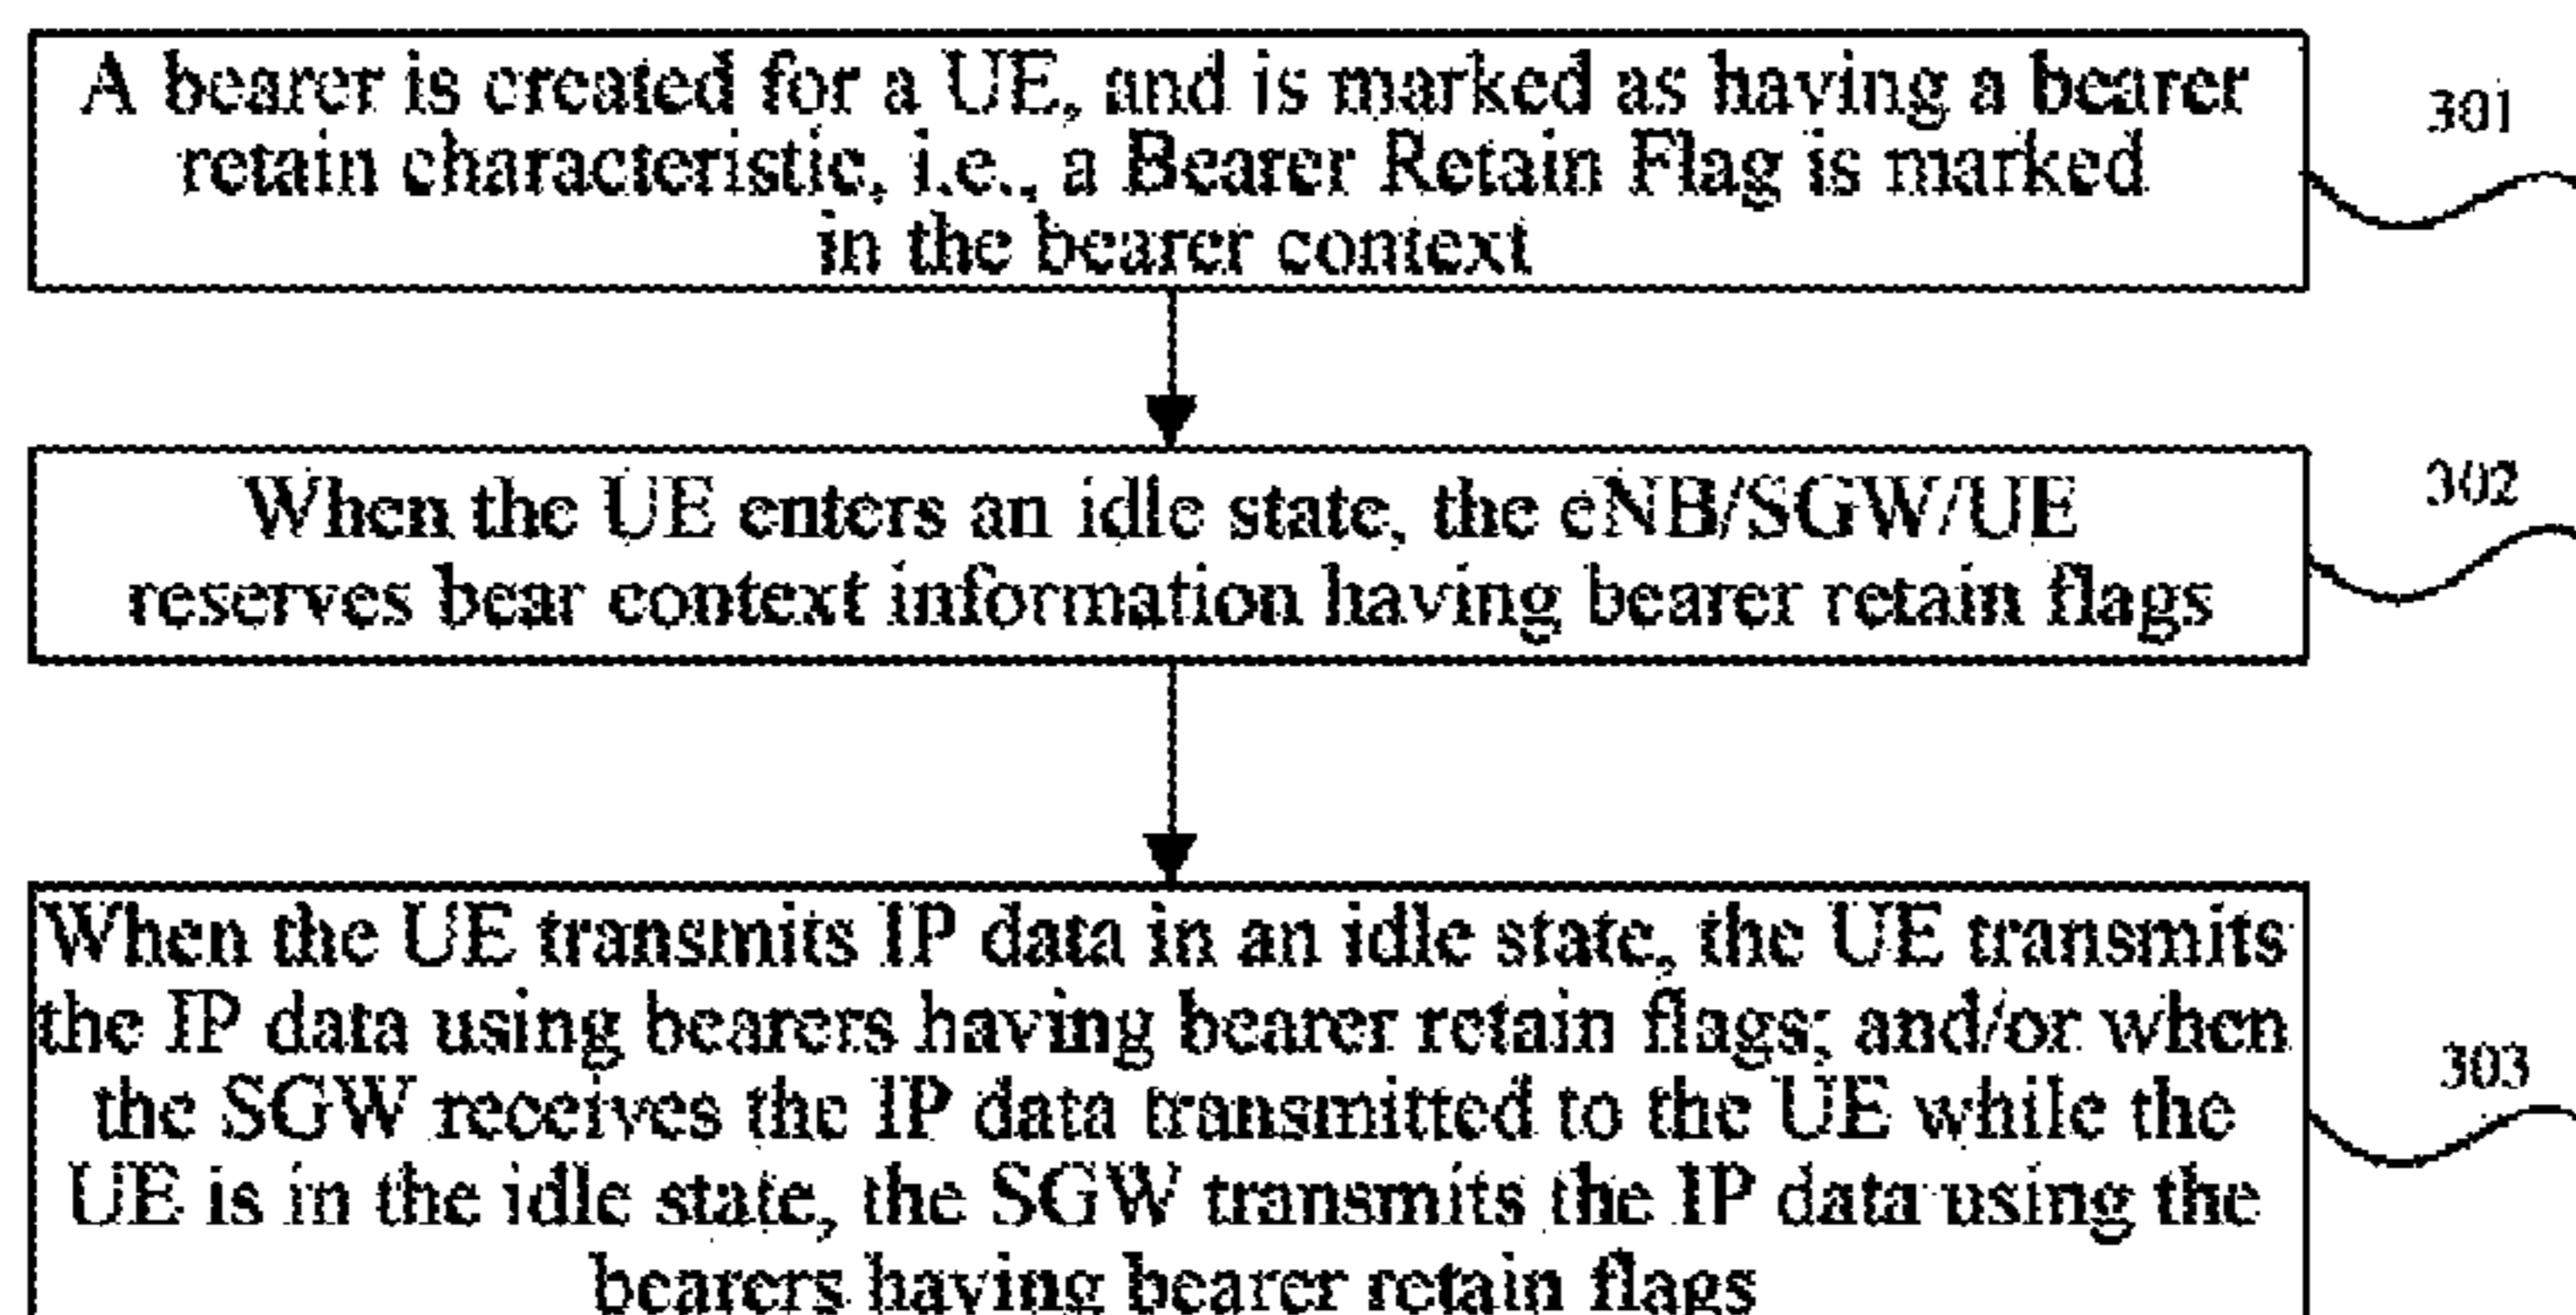 A bearer is created for a UE, and is marked as having a bearer
retain characteristic, i.e., a Bearer Retain Flag is marked
in the bearer context
301
When the UE enters an idle state, the eNB/SGW/UE
reserves bear context information having bearer retain flags
302
When the UE transmits IP data in an idle state, the UE transmits
the IP data using bearers having bearer retain flags; and/or when
the SGW receives the IP data transmitted to the UE while the
UE is in the idle state, the SGW transmits the IP data using the
bearers having bearer retain flags
303